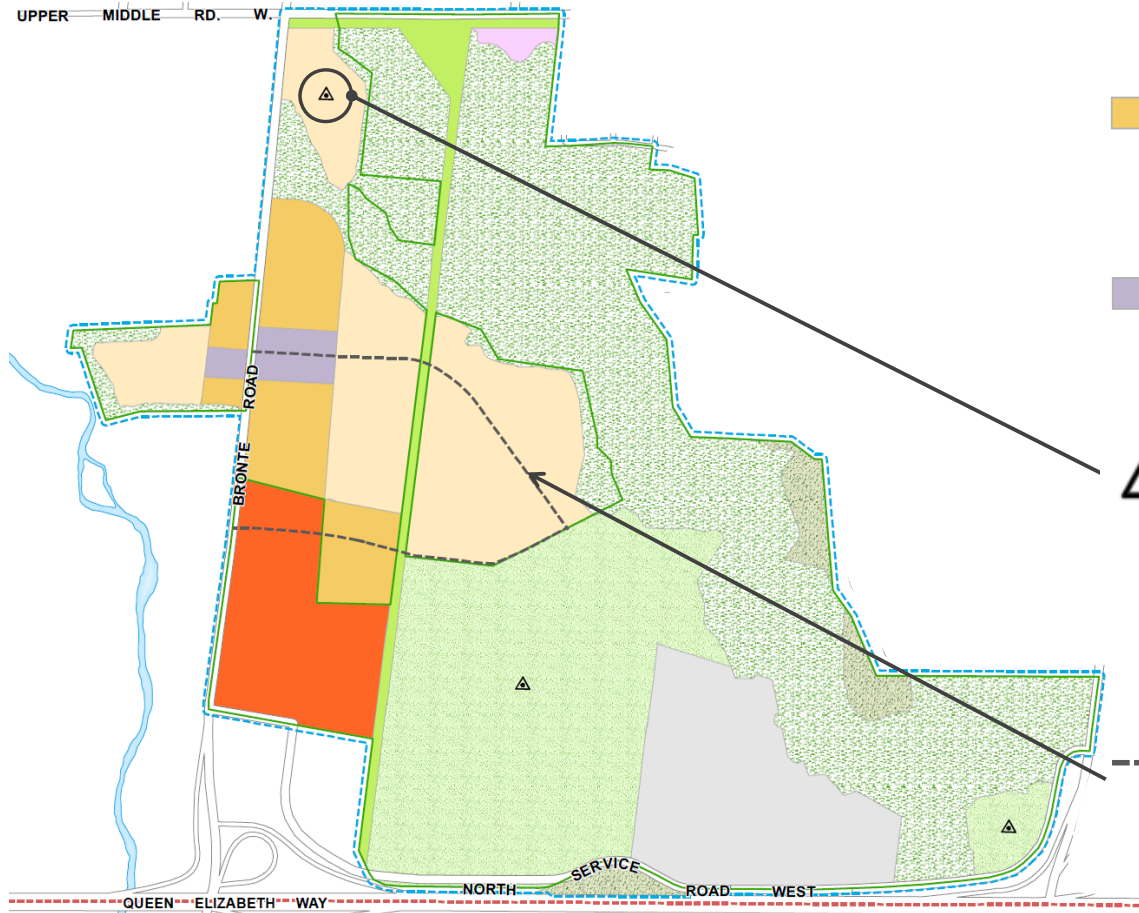 UPPER MIDDLE RD. W.
BRONTE ROAD
NORTH SERVICE ROAD WEST
QUEEN ELIZABETH WAY